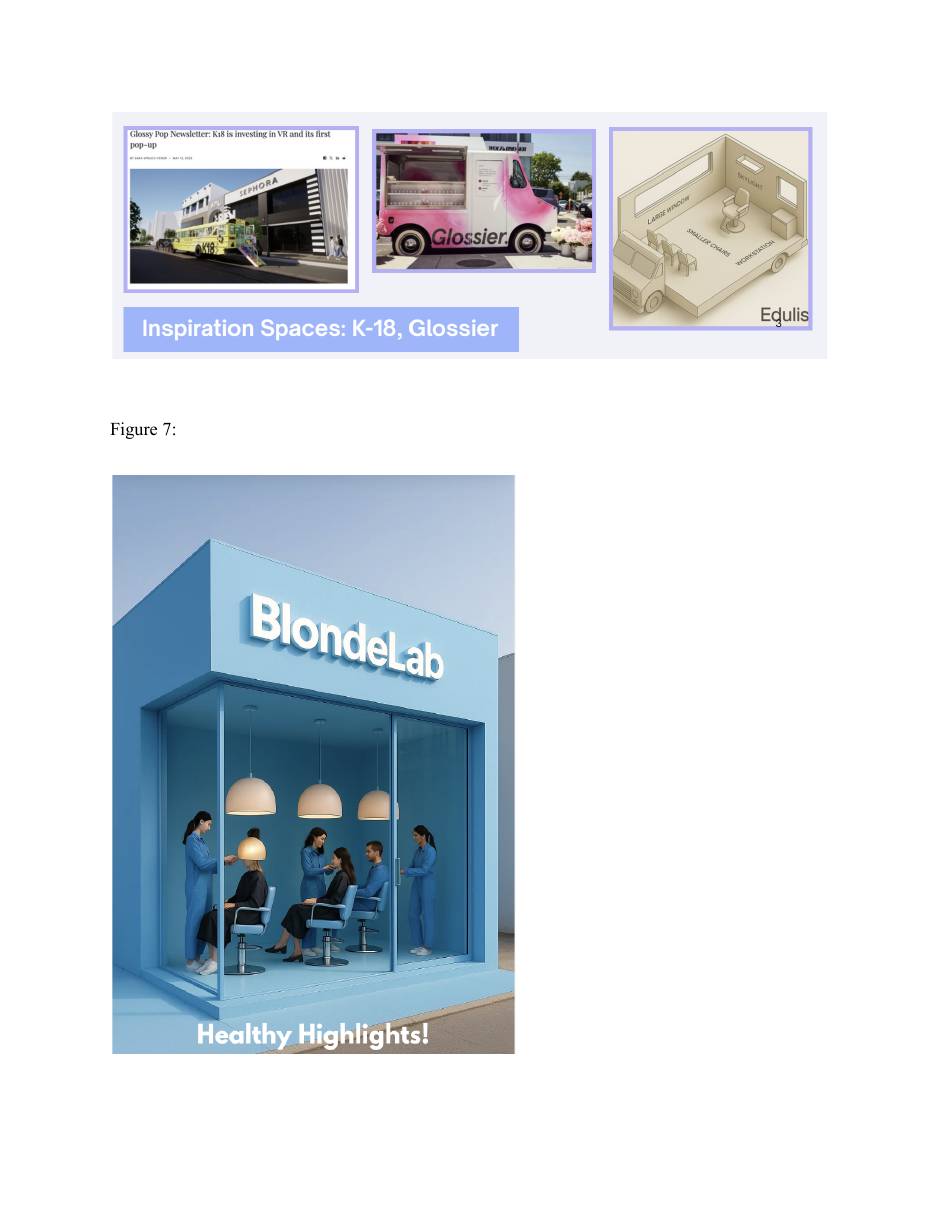 Glossy Pop Newsletter: K18 is investing in VR and its first
pop-up
SEPHORA
K18
Glossier.
LARGE WINDOW
SKYLIGHT
SMALLER CHAIRS
WORKSTATION
Edulis
3
Inspiration Spaces: K-18, Glossier
Figure 7:
BlondeLab
Healthy Highlights!